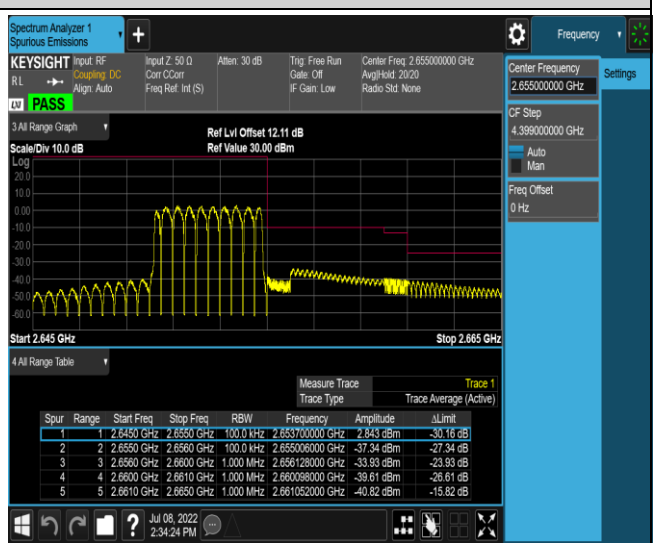 Spectrum Analyzer 1
Spurious Emissions
Frequency
KEYSIGHT Input: RF Input Z: 50 Ω Atten: 30 dB Trig: Free Run Center Freq: 2.655000000 GHz
RL Coupling: DC Corr CCorr Gate: Off Avg|Hold: 20/20
Align: Auto Freq Ref: Int (S) IF Gain: Low Radio Std: None
LV PASS
3 All Range Graph
Ref Lvl Offset 12.11 dB
Scale/Div 10.0 dB Ref Value 30.00 dBm
Log
20.0
10.0
0.00
-10.0
-20.0
-30.0
-40.0
-50.0
-60.0
Start 2.645 GHz Stop 2.665 GHz
4 All Range Table
Measure Trace Trace 1
Trace Type Trace Average (Active)
Spur Range Start Freq Stop Freq RBW Frequency Amplitude ΔLimit
1 1 2.6450 GHz 2.6550 GHz 100.0 kHz 2.653700000 GHz 2.843 dBm -30.16 dB
2 2 2.6550 GHz 2.6560 GHz 100.0 kHz 2.655006000 GHz -37.34 dBm -27.34 dB
3 3 2.6560 GHz 2.6600 GHz 1.000 MHz 2.656128000 GHz -33.93 dBm -23.93 dB
4 4 2.6600 GHz 2.6610 GHz 1.000 MHz 2.660098000 GHz -39.61 dBm -26.61 dB
5 5 2.6610 GHz 2.6650 GHz 1.000 MHz 2.661052000 GHz -40.82 dBm -15.82 dB
Jul 08, 2022
2:34:24 PM
Center Frequency
2.655000000 GHz
Settings
CF Step
4.399000000 GHz
Auto
Man
Freq Offset
0 Hz